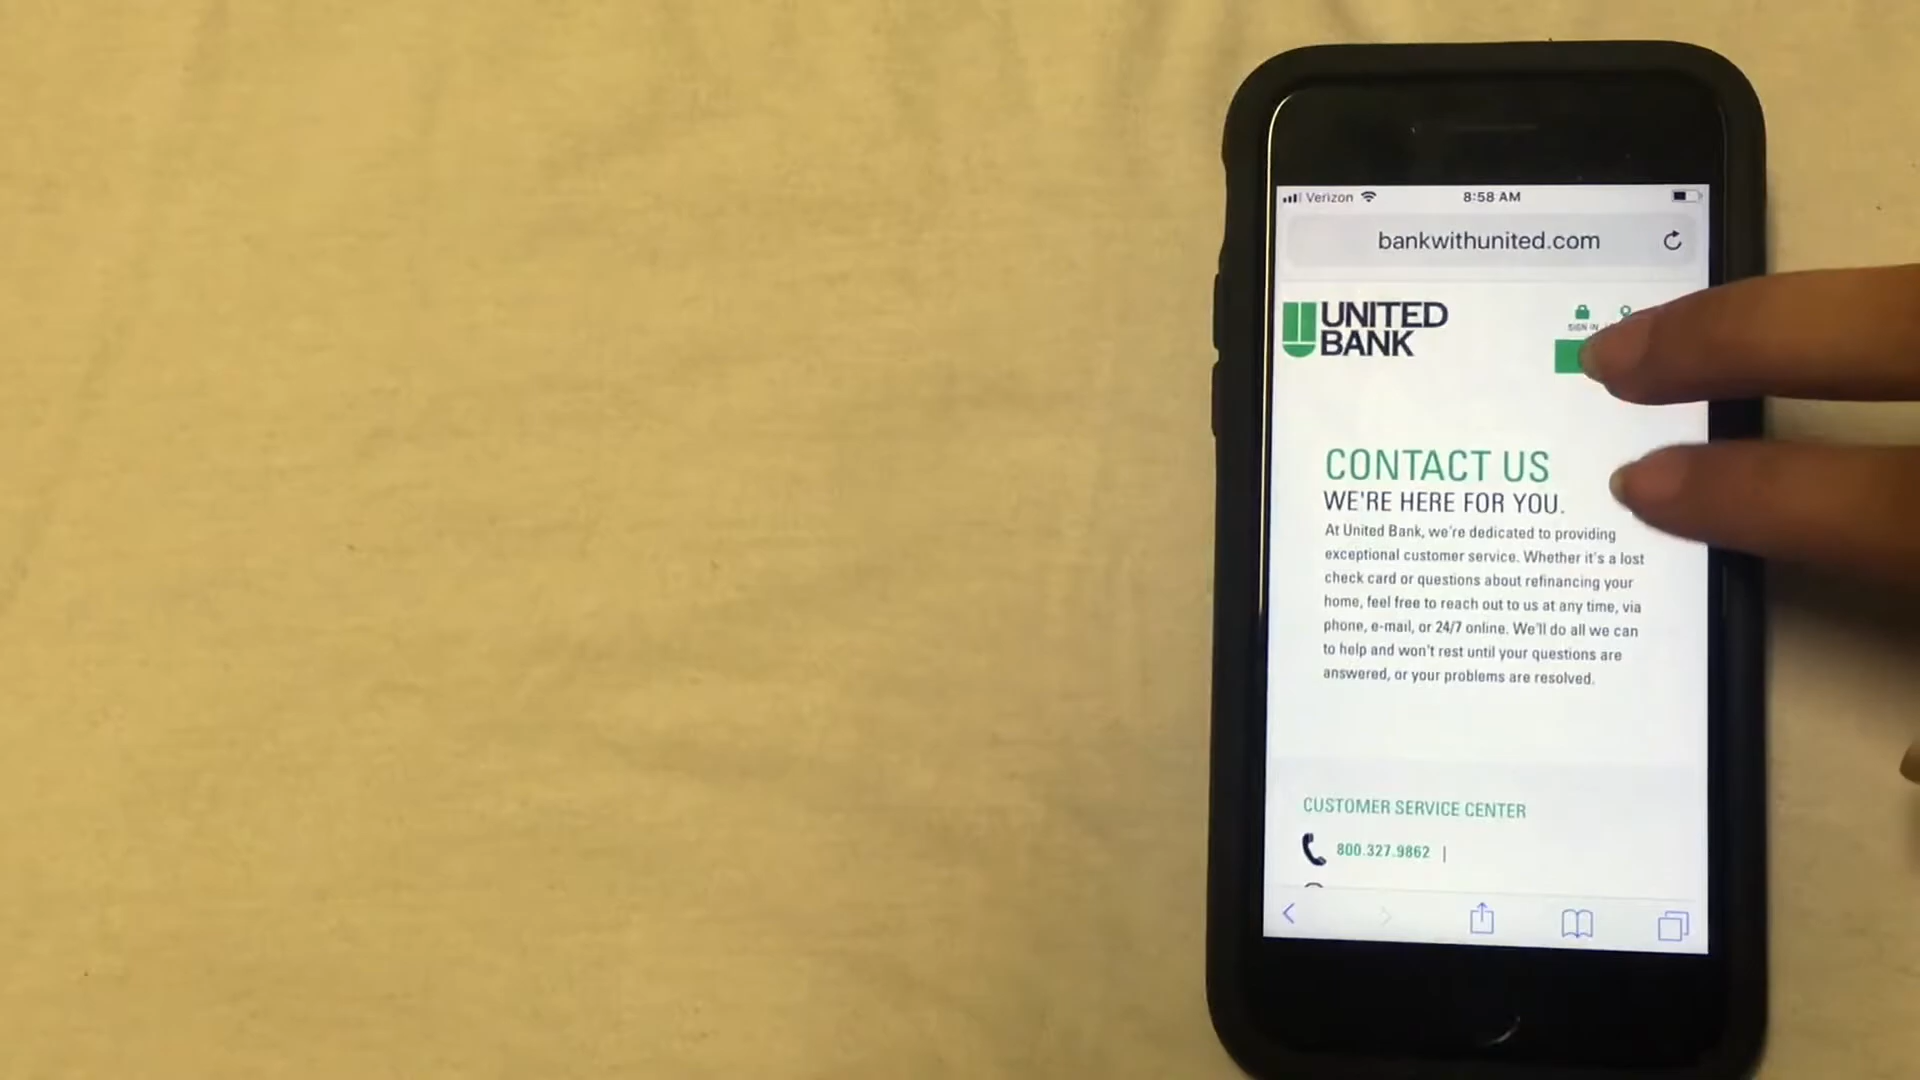 Verizon 8:58 AM
bankwithunited.com
UNITED
BANK
SIGN IN
CONTACT US
WE'RE HERE FOR YOU.
At United Bank, we're dedicated to providing
exceptional customer service. Whether it's a lost
check card or questions about refinancing your
home, feel free to reach out to us at any time, via
phone, e-mail, or 24/7 online. We'll do all we can
to help and won't rest until your questions are
answered, or your problems are resolved.
CUSTOMER SERVICE CENTER
800.327.9862 |